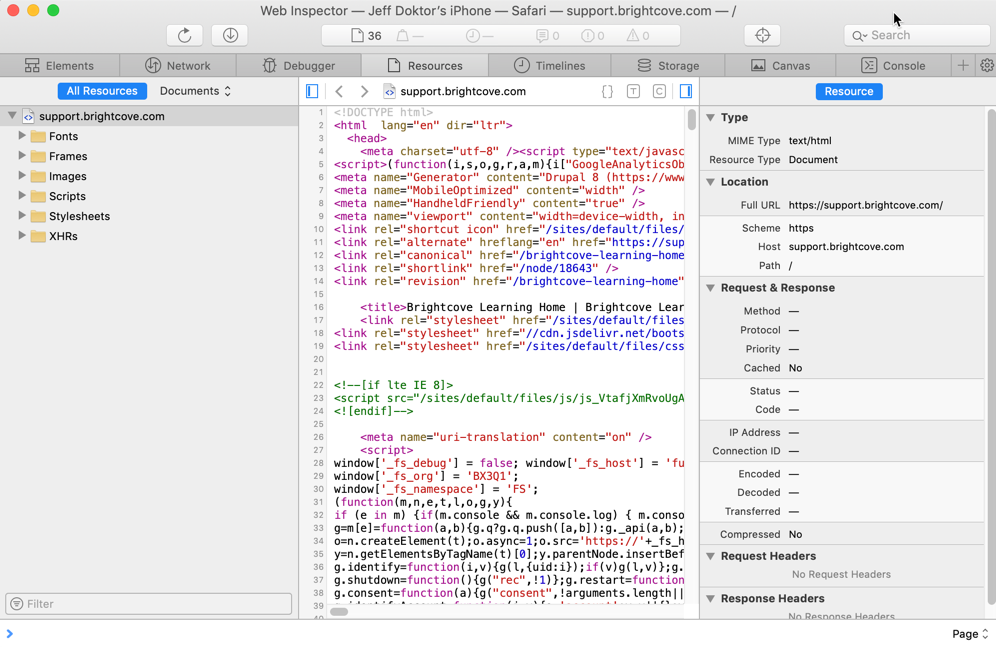 Web Inspector — Jeff Doktor’s iPhone — Safari — support.brightcove.com — /
36 — — 0 0 0
Search
Elements Network Debugger Resources Timelines Storage Canvas Console
All Resources Documents
support.brightcove.com
Fonts
Frames
Images
Scripts
Stylesheets
XHRs
Filter
support.brightcove.com
{ } T C
1 <!DOCTYPE html>
2 <html lang="en" dir="ltr">
3 <head>
4 <meta charset="utf-8" /><script type="text/javasc
5 <script>(function(i,s,o,g,r,a,m){i["GoogleAnalyticsOb
6 <meta name="Generator" content="Drupal 8 (https://www
7 <meta name="MobileOptimized" content="width" />
8 <meta name="HandheldFriendly" content="true" />
9 <meta name="viewport" content="width=device-width, in
10 <link rel="shortcut icon" href="/sites/default/files/
11 <link rel="alternate" hreflang="en" href="https://sup
12 <link rel="canonical" href="/brightcove-learning-home
13 <link rel="shortlink" href="/node/18643" />
14 <link rel="revision" href="/brightcove-learning-home"
15
16 <title>Brightcove Learning Home | Brightcove Lear
17 <link rel="stylesheet" href="/sites/default/files
18 <link rel="stylesheet" href="//cdn.jsdelivr.net/boots
19 <link rel="stylesheet" href="/sites/default/files/css
20
21
22 <!--[if lte IE 8]>
23 <script src="/sites/default/files/js/js_VtafjXmRvoUgA
24 <![endif]-->
25
26 <meta name="uri-translation" content="on" />
27 <script>
28 window['_fs_debug'] = false; window['_fs_host'] = 'fu
29 window['_fs_org'] = 'BX3Q1';
30 window['_fs_namespace'] = 'FS';
31 (function(m,n,e,t,l,o,g,y){
32 if (e in m) {if(m.console && m.console.log) { m.conso
33 g=m[e]=function(a,b){g.q?g.q.push([a,b]):g._api(a,b);
34 o=n.createElement(t);o.async=1;o.src='https://'+_fs_h
35 y=n.getElementsByTagName(t)[0];y.parentNode.insertBef
36 g.identify=function(i,v){g(l,{uid:i});if(v)g(l,v)};g.
37 g.shutdown=function(){g("rec",!1)};g.restart=function
38 g.consent=function(a){g("consent",!arguments.length||
39
40
Resource
Type
MIME Type text/html
Resource Type Document
Location
Full URL https://support.brightcove.com/
Scheme https
Host support.brightcove.com
Path /
Request & Response
Method —
Protocol —
Priority —
Cached No
Status —
Code —
IP Address —
Connection ID —
Encoded —
Decoded —
Transferred —
Compressed No
Request Headers
No Request Headers
Response Headers
No Response Headers
Page